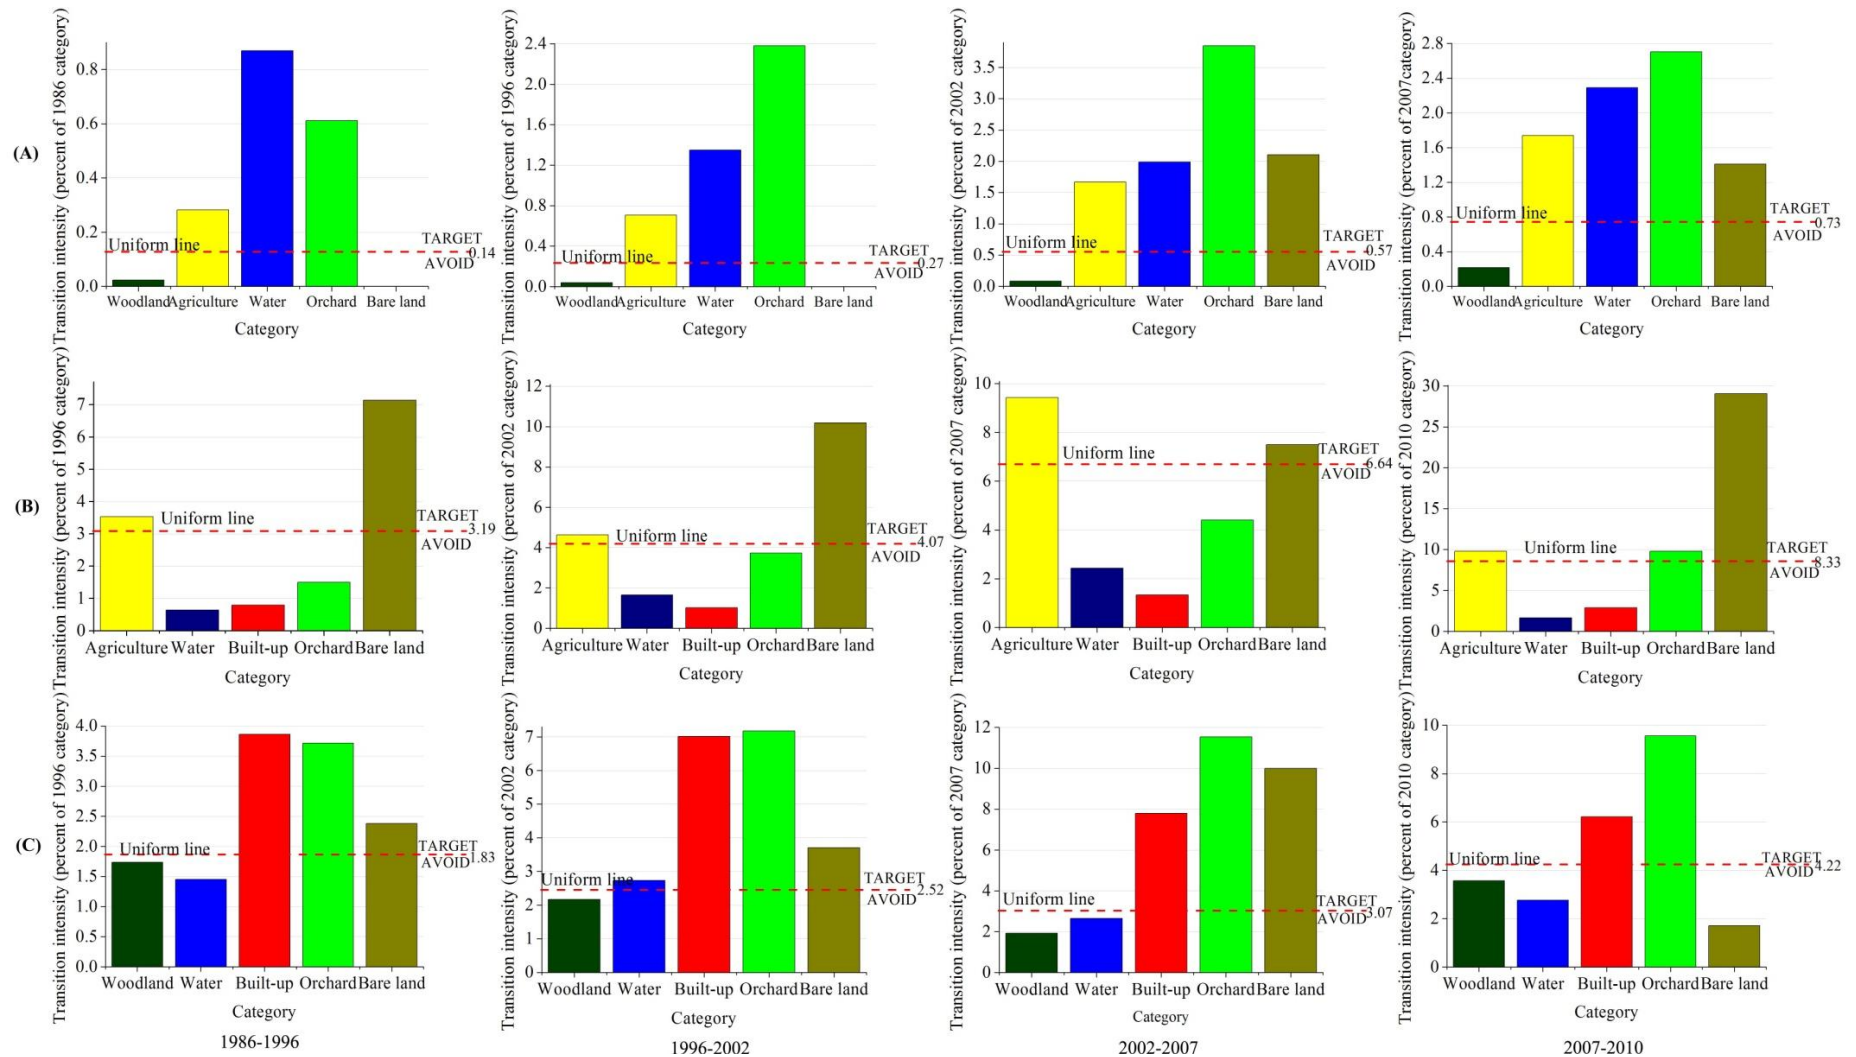 (A)
Transition intensity (percent of 1986 category)
0.8
0.6
0.4
0.2
0.0
Uniform line
TARGET
0.14
AVOID
Woodland Agriculture Water Orchard Bare land
Category
Transition intensity (percent of 1996 category)
2.4
2.0
1.6
1.2
0.8
0.4
0.0
Uniform line
TARGET
0.27
AVOID
Woodland Agriculture Water Orchard Bare land
Category
Transition intensity (percent of 2002 category)
3.5
3.0
2.5
2.0
1.5
1.0
0.5
0.0
Uniform line
TARGET
0.57
AVOID
Woodland Agriculture Water Orchard Bare land
Category
Transition intensity (percent of 2007category)
2.8
2.4
2.0
1.6
1.2
0.8
0.4
0.0
Uniform line
TARGET
0.73
AVOID
Woodland Agriculture Water Orchard Bare land
Category
(B)
Transition intensity (percent of 1996 category)
7
6
5
4
3
2
1
0
Uniform line
TARGET
3.19
AVOID
Agriculture Water Built-up Orchard Bare land
Category
Transition intensity (percent of 2002 category)
12
10
8
6
4
2
0
Uniform line
TARGET
4.07
AVOID
Agriculture Water Built-up Orchard Bare land
Category
Transition intensity (percent of 2007 category)
10
8
6
4
2
0
Uniform line
TARGET
6.64
AVOID
Agriculture Water Built-up Orchard Bare land
Category
Transition intensity (percent of 2010 category)
30
25
20
15
10
5
0
Uniform line
TARGET
8.33
AVOID
Agriculture Water Built-up Orchard Bare land
Category
(C)
Transition intensity (percent of 1996 category)
4.0
3.5
3.0
2.5
2.0
1.5
1.0
0.5
0.0
Uniform line
TARGET
1.83
AVOID
Woodland Water Built-up Orchard Bare land
Category
1986-1996
Transition intensity (percent of 2002 category)
7
6
5
4
3
2
1
0
Uniform line
TARGET
2.52
AVOID
Woodland Water Built-up Orchard Bare land
Category
1996-2002
Transition intensity (percent of 2007 category)
12
10
8
6
4
2
0
Uniform line
TARGET
3.07
AVOID
Woodland Water Built-up Orchard Bare land
Category
2002-2007
Transition intensity (percent of 2010 category)
10
8
6
4
2
0
Uniform line
TARGET
4.22
AVOID
Woodland Water Built-up Orchard Bare land
Category
2007-2010